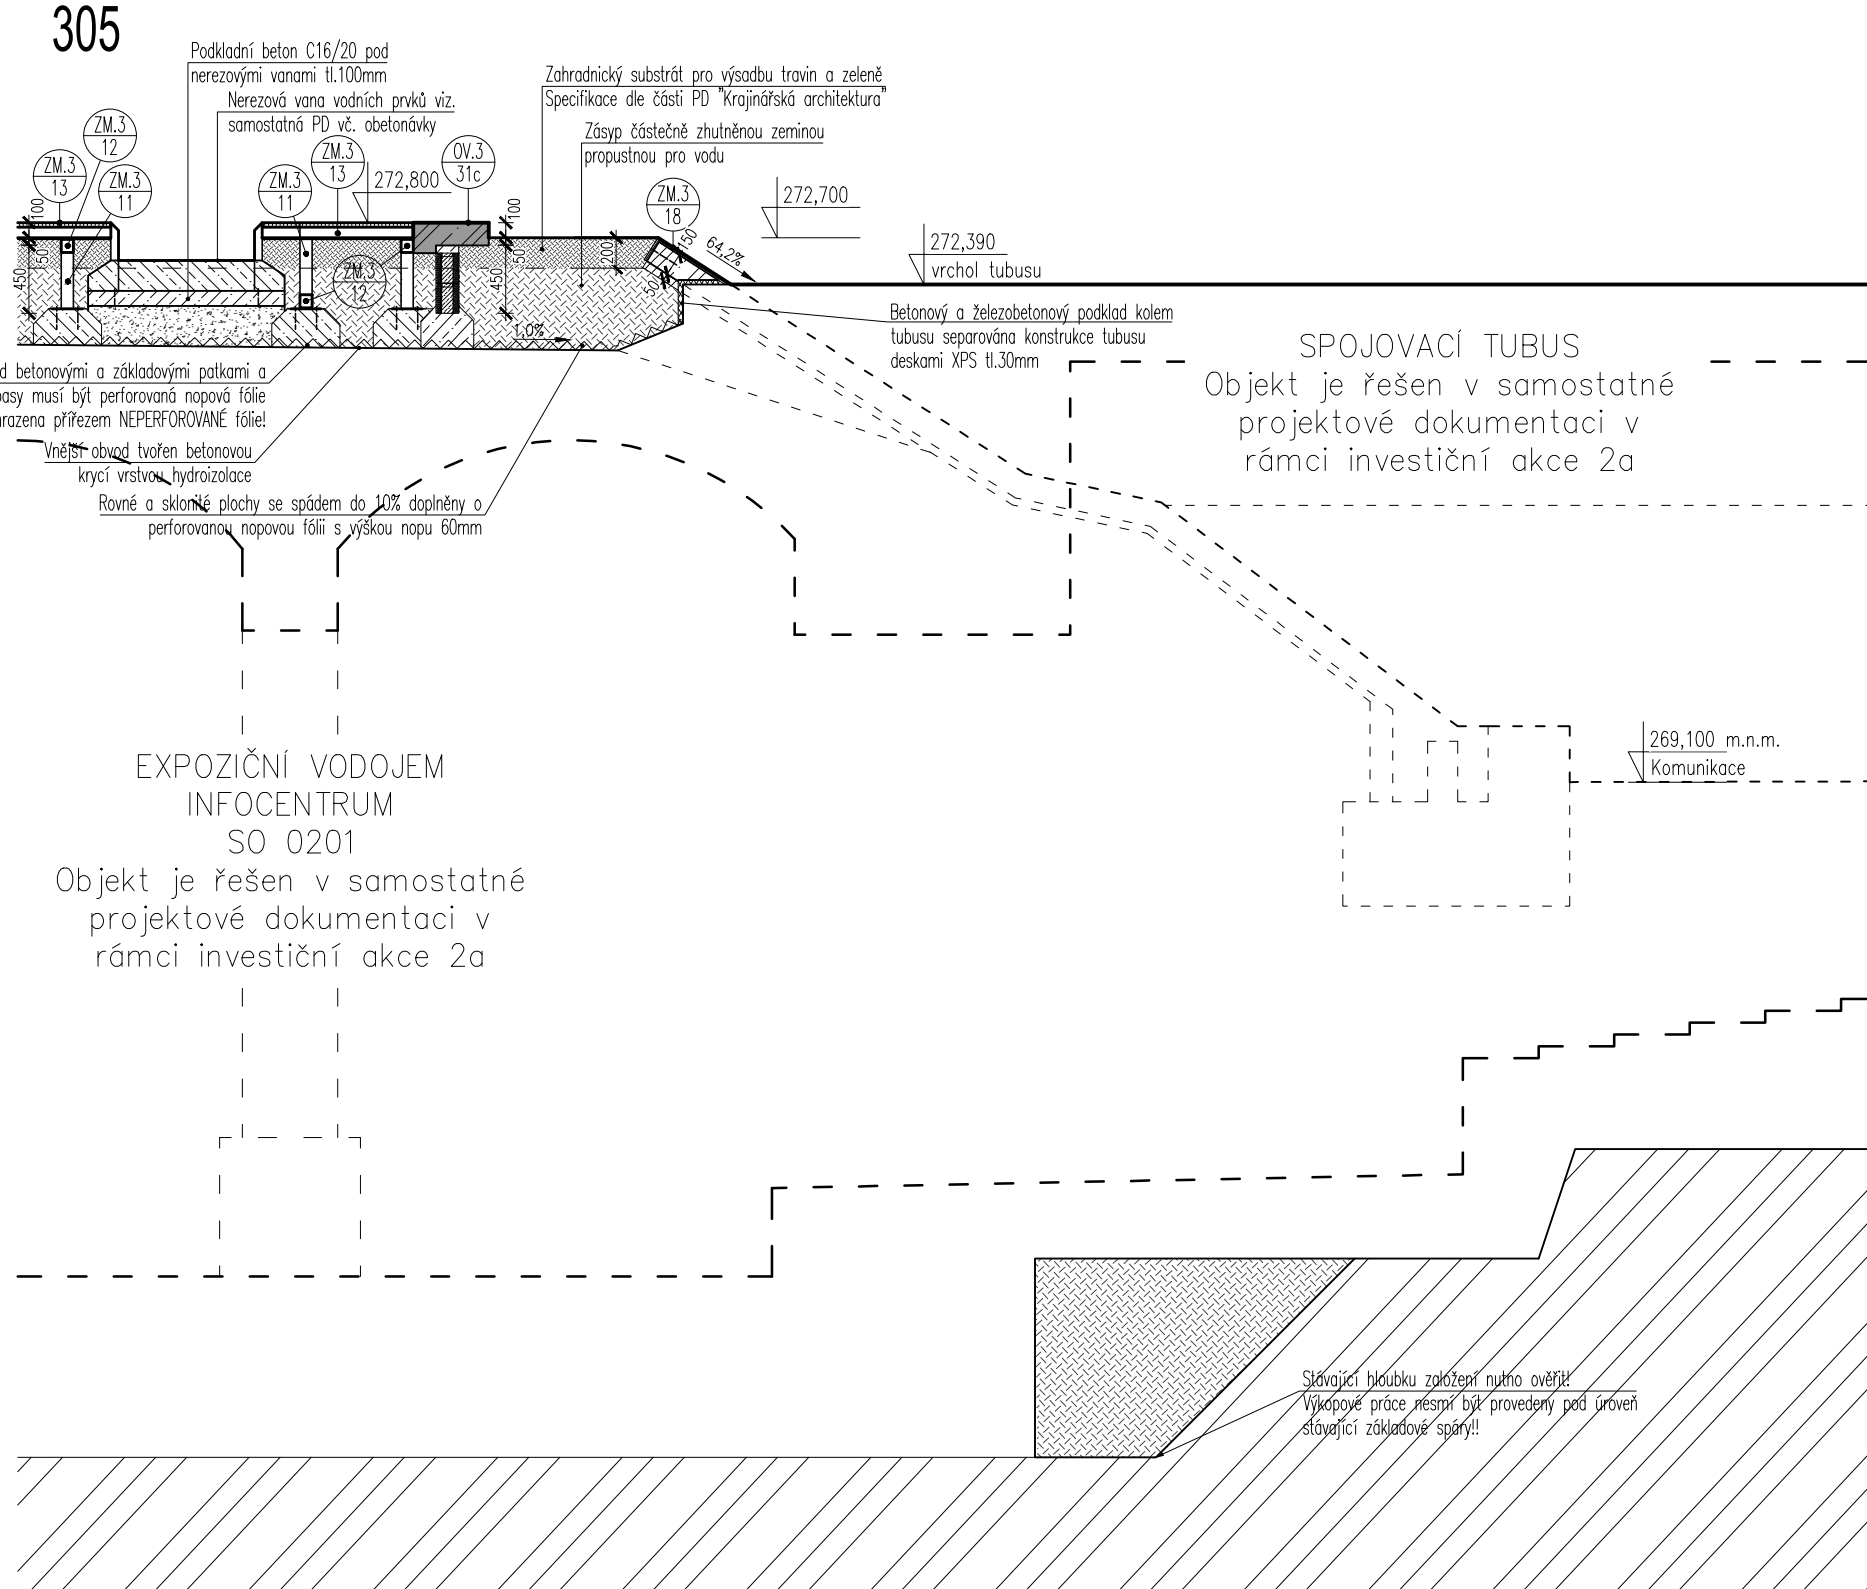 305
Podkladní beton C16/20 pod
nerezovými vanami tl.100mm
Nerezová vana vodních prvků viz.
samostatná PD vč. obetonávky
Zahradnický substrát pro výsadbu travin a zeleně
Specifikace dle části PD "Krajinářská architektura"
Zásyp částečně zhutněnou zeminou
propustnou pro vodu
ZM.3
12
ZM.3
13
ZM.3
11
ZM.3
11
ZM.3
13
OV.3
31c
ZM.3
18
ZM.3
12
272,800
272,700
272,390
vrchol tubusu
100
50
450
100
50
450
200
150
50
64,2%
1,0%
Betonový a železobetonový podklad kolem
tubusu separována konstrukce tubusu
deskami XPS tl.30mm
SPOJOVACÍ TUBUS
Objekt je řešen v samostatné
projektové dokumentaci v
rámci investiční akce 2a
d betonovými a základovými patkami a
pasy musí být perforovaná nopová fólie
hrazena přířezem NEPERFOROVANÉ fólie!
Vnější obvod tvořen betonovou
krycí vrstvou hydroizolace
Rovné a sklonité plochy se spádem do 10% doplněny o
perforovanou nopovou fólii s výškou nopu 60mm
269,100 m.n.m.
Komunikace
EXPOZIČNÍ VODOJEM
INFOCENTRUM
SO 0201
Objekt je řešen v samostatné
projektové dokumentaci v
rámci investiční akce 2a
Stávající hloubku založení nutno ověřit!
Výkopové práce nesmí být provedeny pod úroveň
stávající základové spáry!!